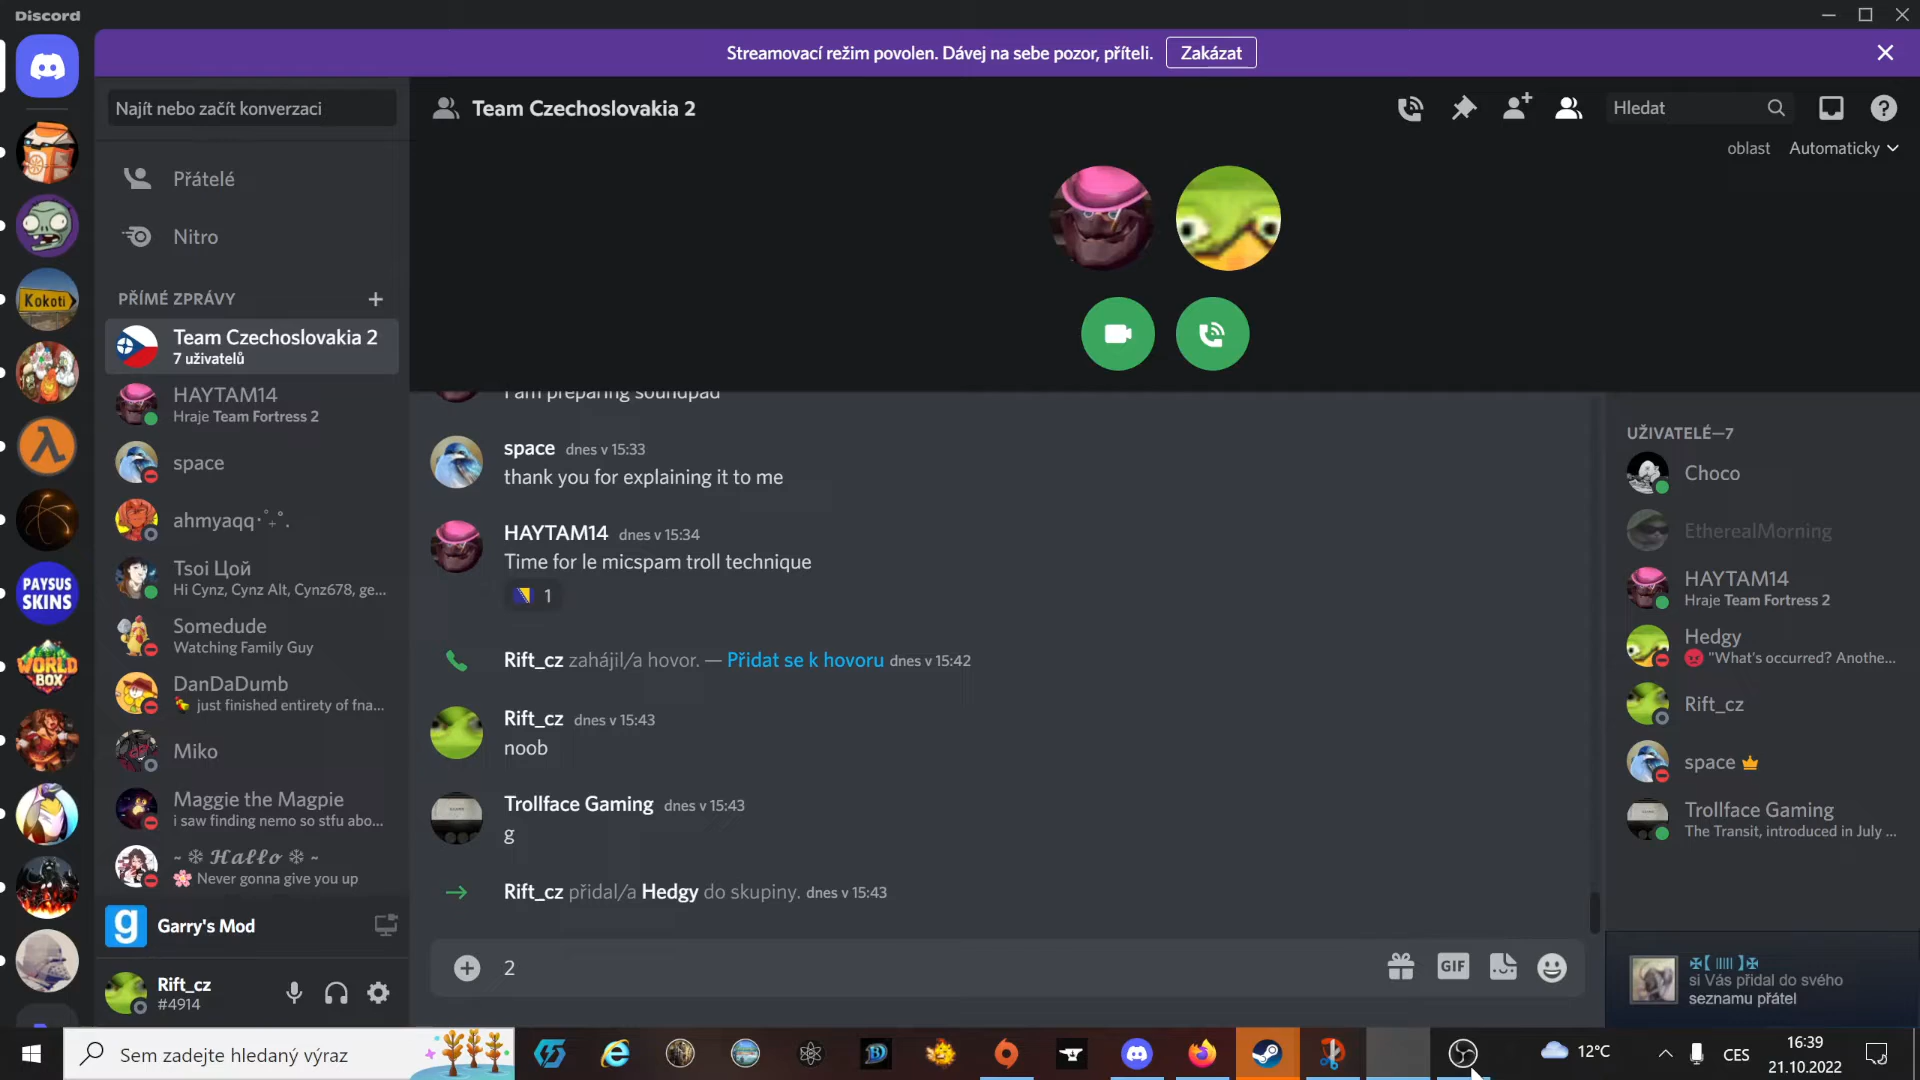 Discord
Streamovací režim povolen. Dávej na sebe pozor, příteli.
Zakázat
Najít nebo začít konverzaci
Přátelé
Nitro
PŘÍMÉ ZPRÁVY
Team Czechoslovakia 2
7 uživatelů
HAYTAM14
Hraje Team Fortress 2
space
ahmyaqq
Tsoi Цой
Hi Cynz, Cynz Alt, Cynz678, ge...
Somedude
Watching Family Guy
DanDaDumb
just finished entirety of fna...
Miko
Maggie the Magpie
i saw finding nemo so stfu abo...
~ ❄ 𝓗𝓪𝓵𝓵𝓸 ❄ ~
Never gonna give you up
Garry's Mod
Rift_cz
#4914
Kokoti
PAYSUS
SKINS
WORLD
BOX
Team Czechoslovakia 2
Hledat
oblast Automaticky
I am preparing soundpad
space dnes v 15:33
thank you for explaining it to me
HAYTAM14 dnes v 15:34
Time for le micspam troll technique
1
Rift_cz zahájil/a hovor. — Přidat se k hovoru dnes v 15:42
Rift_cz dnes v 15:43
noob
Trollface Gaming dnes v 15:43
g
Rift_cz přidal/a Hedgy do skupiny. dnes v 15:43
2
GIF
UŽIVATELÉ—7
Choco
EtherealMorning
HAYTAM14
Hraje Team Fortress 2
Hedgy
"What's occurred? Anothe...
Rift_cz
space
Trollface Gaming
The Transit, introduced in July ...
si Vás přidal do svého
seznamu přátel
Sem zadejte hledaný výraz
12°C
CES
16:39
21.10.2022